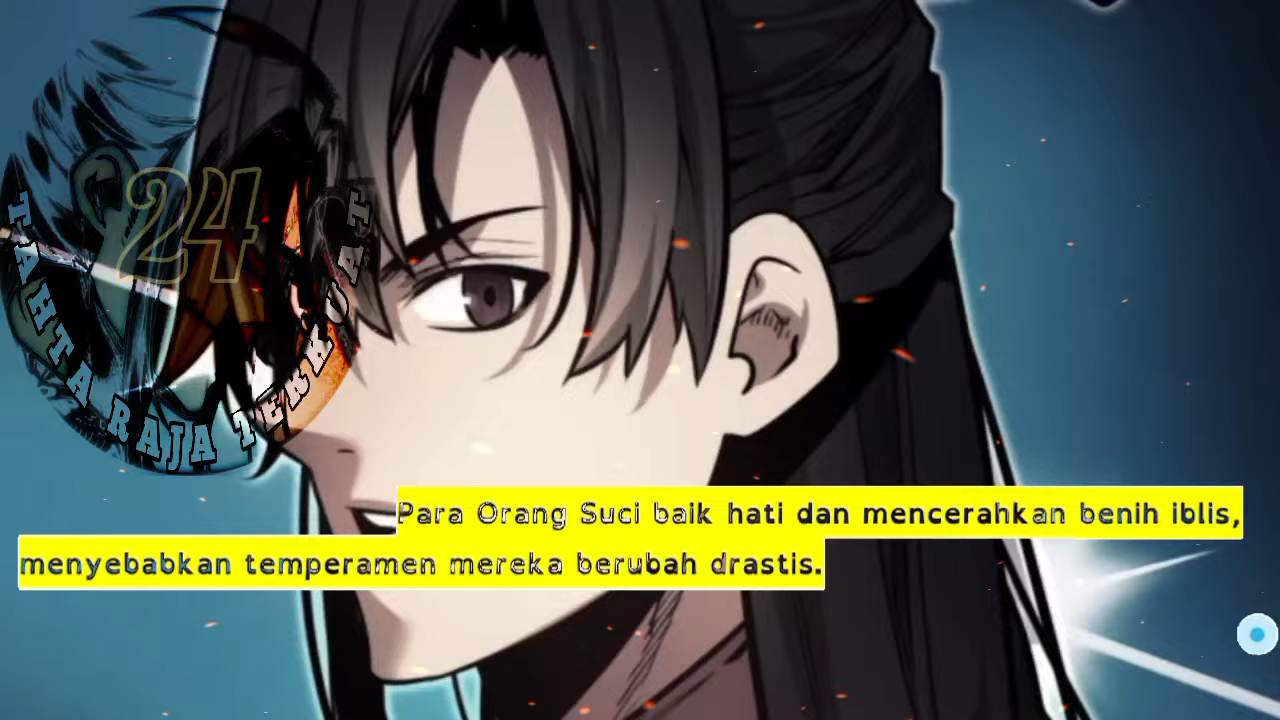 24
TAHTA RAJA TERKUAT
Para Orang Suci baik hati dan mencerahkan benih iblis,
menyebabkan temperamen mereka berubah drastis.